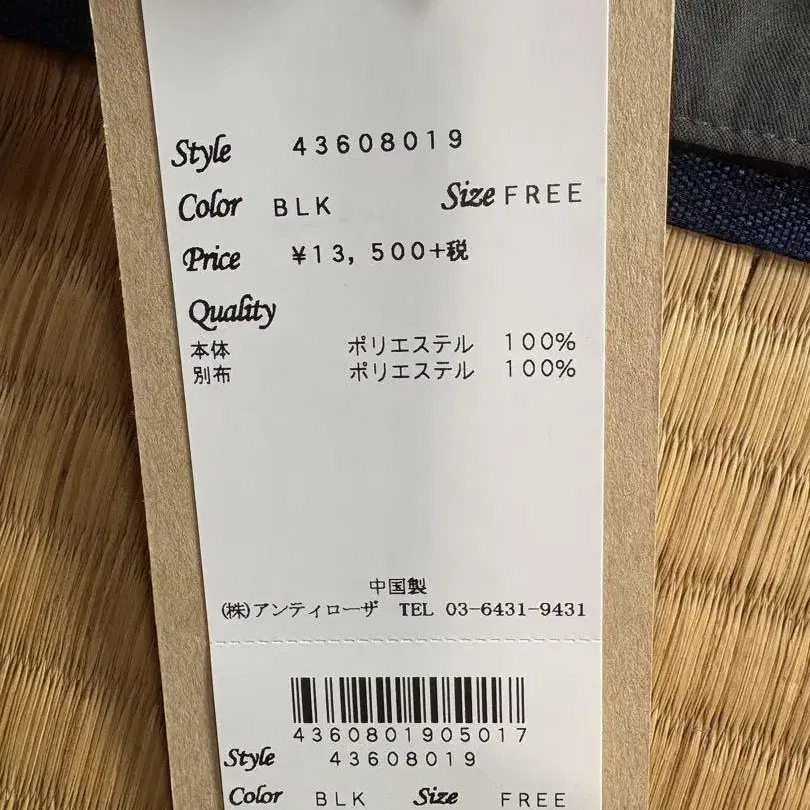 Style 43608019
Color BLK Size FREE
Price ¥13,500+税
Quality
本体 ポリエステル 100%
別布 ポリエステル 100%
中国製
(株)アンティローザ TEL 03-6431-9431
4360801905017
Style 43608019
Color BLK Size FREE